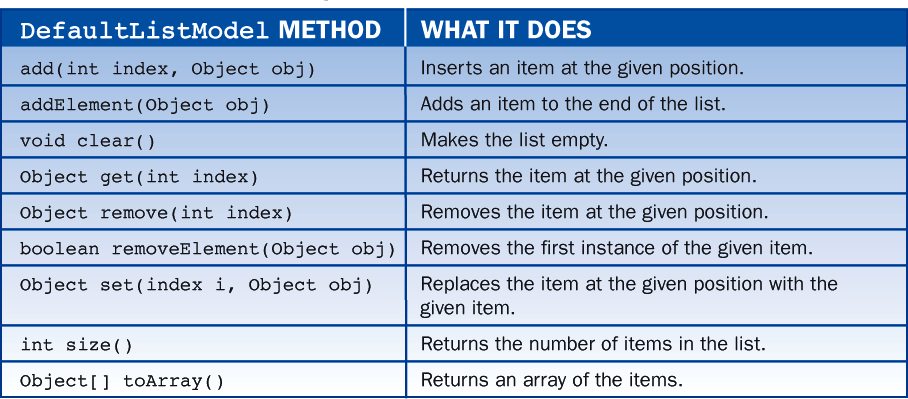 DefaultListModel METHOD WHAT IT DOES
add(int index, Object obj) Inserts an item at the given position.
addElement(Object obj) Adds an item to the end of the list.
void clear() Makes the list empty.
Object get(int index) Returns the item at the given position.
Object remove(int index) Removes the item at the given position.
boolean removeElement(Object obj) Removes the first instance of the given item.
Object set(index i, Object obj) Replaces the item at the given position with the
given item.
int size() Returns the number of items in the list.
Object[] toArray() Returns an array of the items.